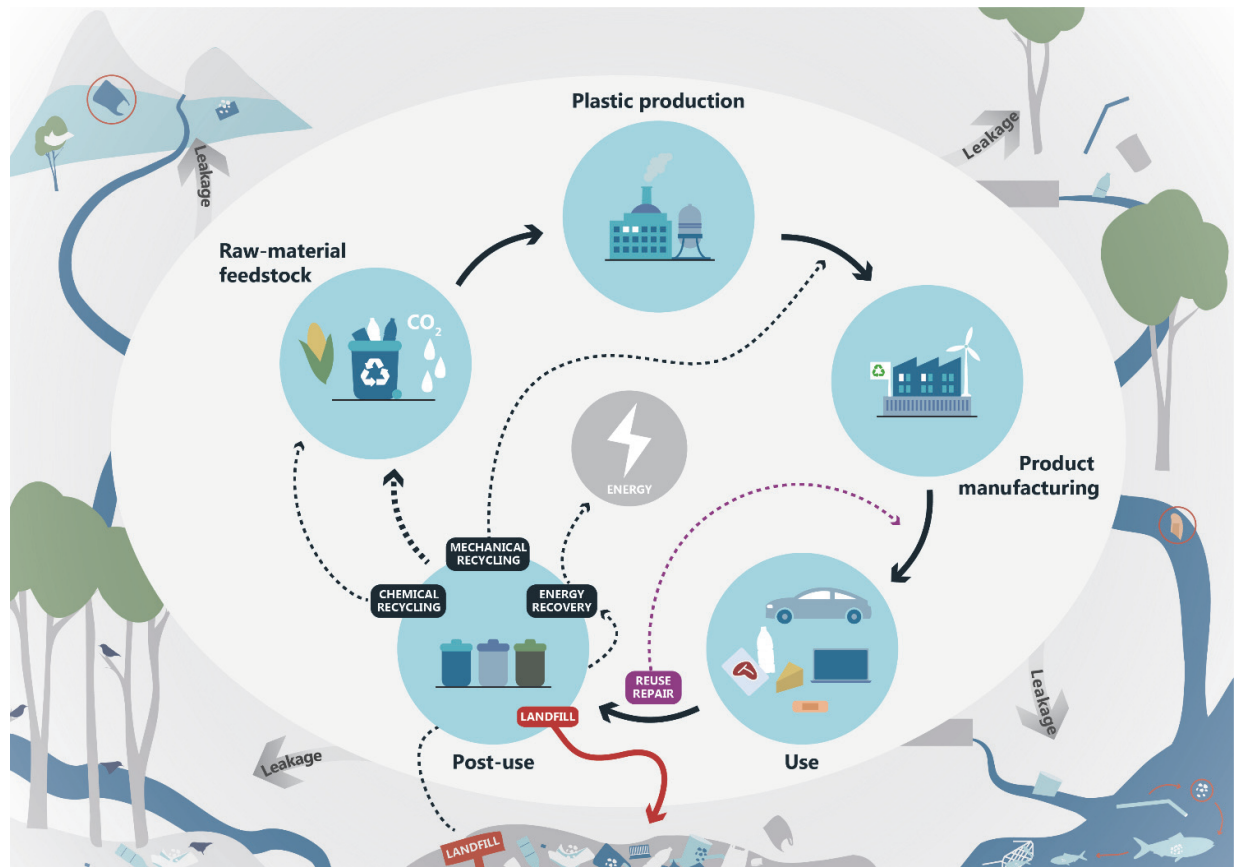 Plastic production
Leakage
Leakage
Raw-material
feedstock
CO2
ENERGY
Product
manufacturing
MECHANICAL
RECYCLING
CHEMICAL
RECYCLING
ENERGY
RECOVERY
REUSE
REPAIR
LANDFILL
Leakage
Post-use
Use
Leakage
LANDFILL